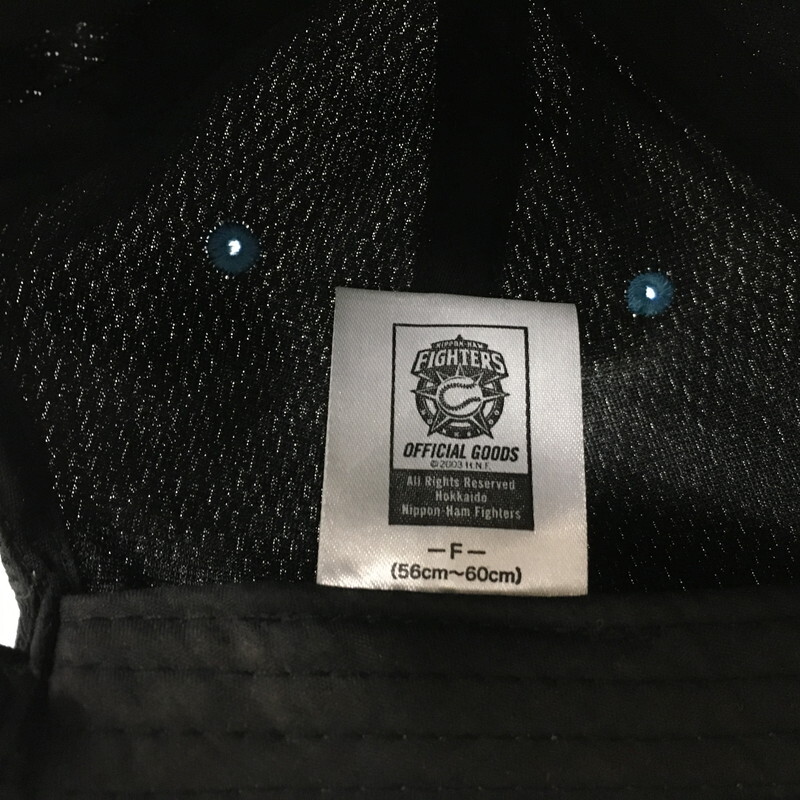 NIPPON-HAM
FIGHTERS
OFFICIAL GOODS
©2003 H.N.F.
All Rights Reserved
Hokkaido
Nippon-Ham Fighters
－F－
(56cm～60cm)